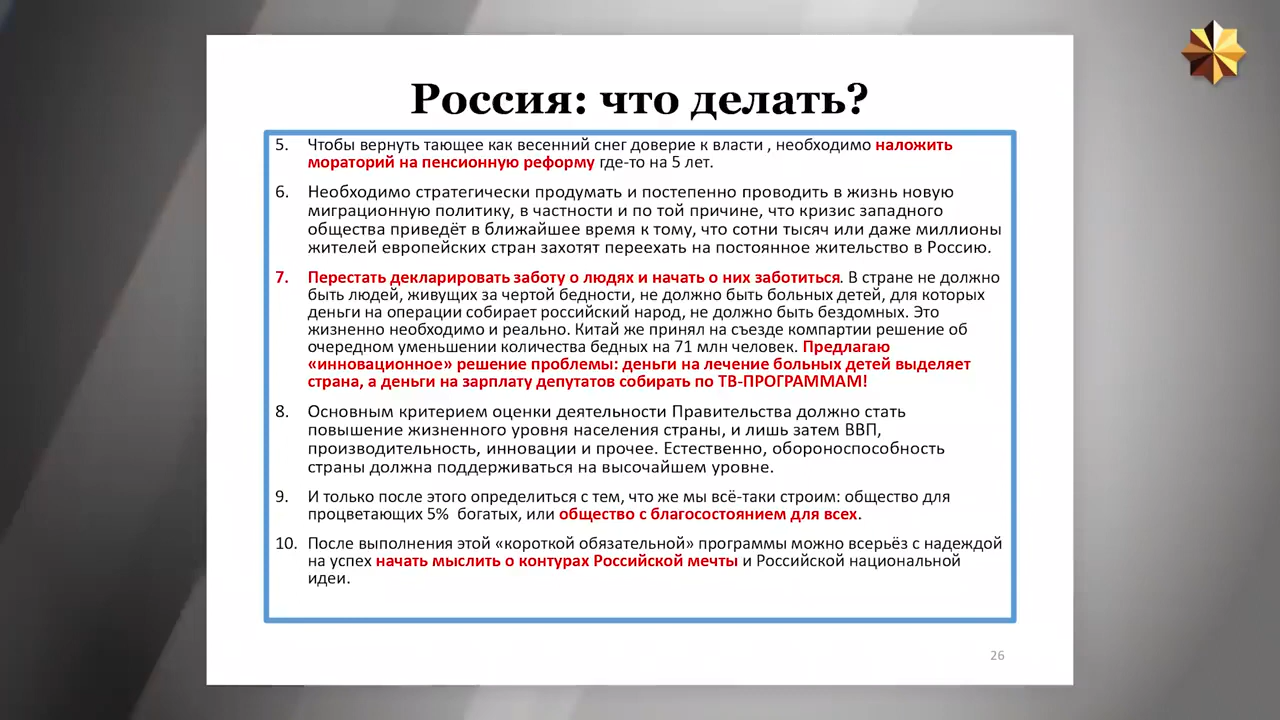 Россия: что делать?
5. Чтобы вернуть тающее как весенний снег доверие к власти , необходимо наложить
мораторий на пенсионную реформу где-то на 5 лет.
6. Необходимо стратегически продумать и постепенно проводить в жизнь новую
миграционную политику, в частности и по той причине, что кризис западного
общества приведёт в ближайшее время к тому, что сотни тысяч или даже миллионы
жителей европейских стран захотят переехать на постоянное жительство в Россию.
7. Перестать декларировать заботу о людях и начать о них заботиться. В стране не должно
быть людей, живущих за чертой бедности, не должно быть больных детей, для которых
деньги на операции собирает российский народ, не должно быть бездомных. Это
жизненно необходимо и реально. Китай же принял на съезде компартии решение об
очередном уменьшении количества бедных на 71 млн человек. Предлагаю
«инновационное» решение проблемы: деньги на лечение больных детей выделяет
страна, а деньги на зарплату депутатов собирать по ТВ-ПРОГРАММАМ!
8. Основным критерием оценки деятельности Правительства должно стать
повышение жизненного уровня населения страны, и лишь затем ВВП,
производительность, инновации и прочее. Естественно, обороноспособность
страны должна поддерживаться на высочайшем уровне.
9. И только после этого определиться с тем, что же мы всё-таки строим: общество для
процветающих 5% богатых, или общество с благосостоянием для всех.
10. После выполнения этой «короткой обязательной» программы можно всерьёз с надеждой
на успех начать мыслить о контурах Российской мечты и Российской национальной
идеи.
26